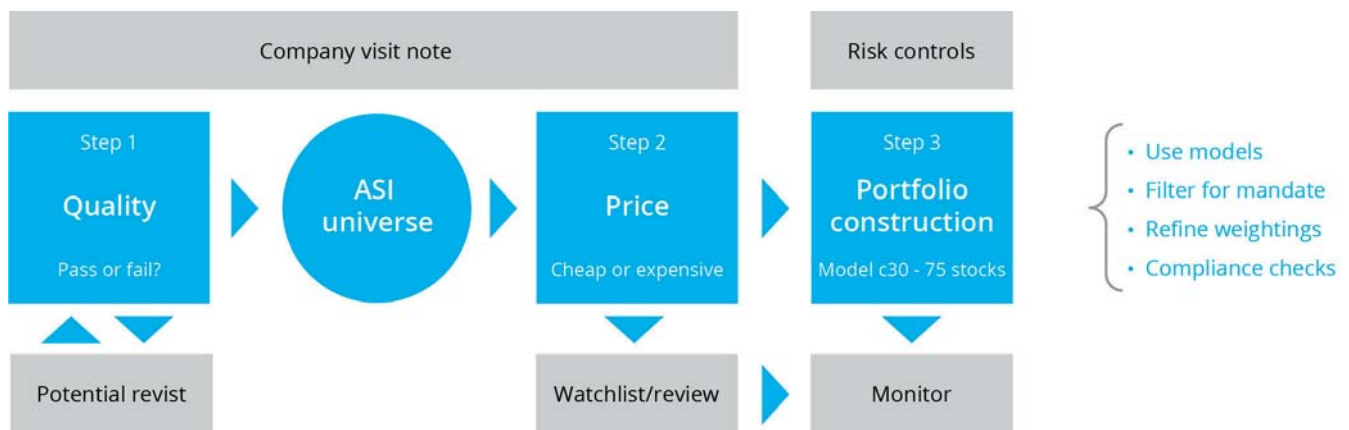 Company visit note
Risk controls
Step 1
Quality
Pass or fail?
ASI
universe
Step 2
Price
Cheap or expensive
Step 3
Portfolio
construction
Model c30 - 75 stocks
• Use models
• Filter for mandate
• Refine weightings
• Compliance checks
Potential revist
Watchlist/review
Monitor